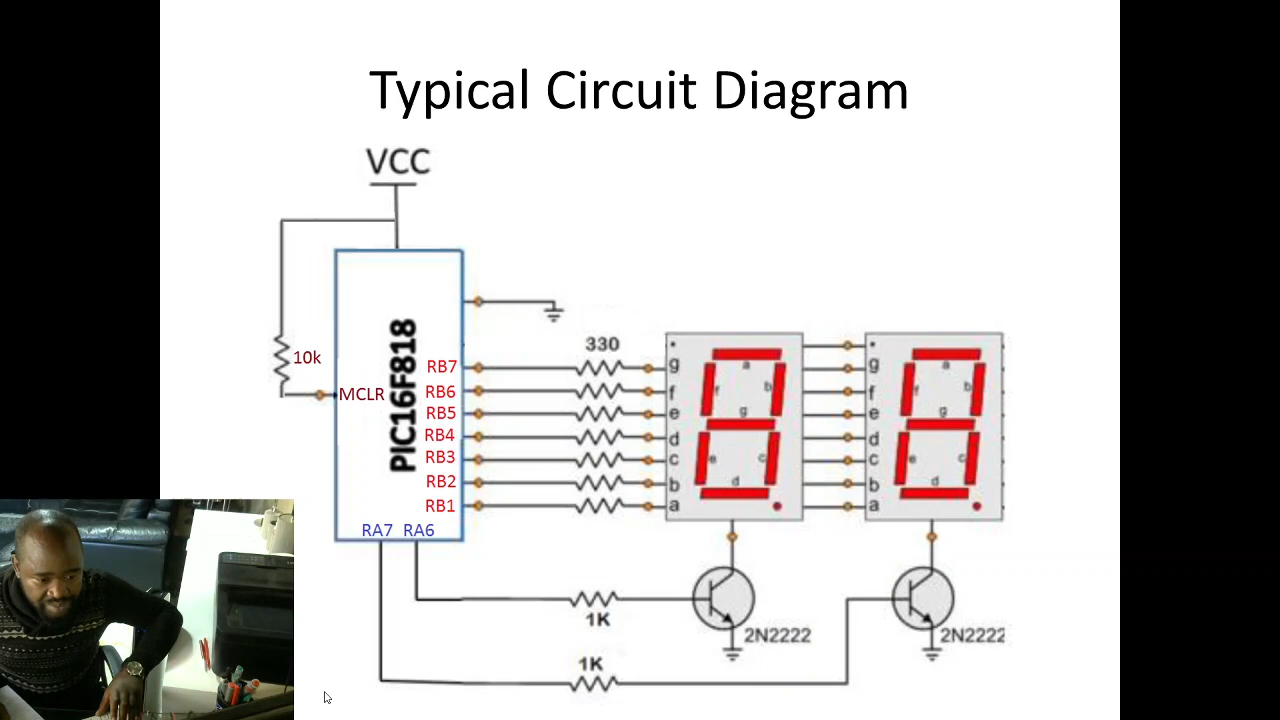 Typical Circuit Diagram
VCC
10k
MCLR
PIC16F818
RB7
RB6
RB5
RB4
RB3
RB2
RB1
RA7 RA6
330
g
f
e
d
c
b
a
a
b
f
g
e
c
d
g
f
e
d
c
b
a
a
b
f
g
e
c
d
1K
2N2222
2N2222
1K